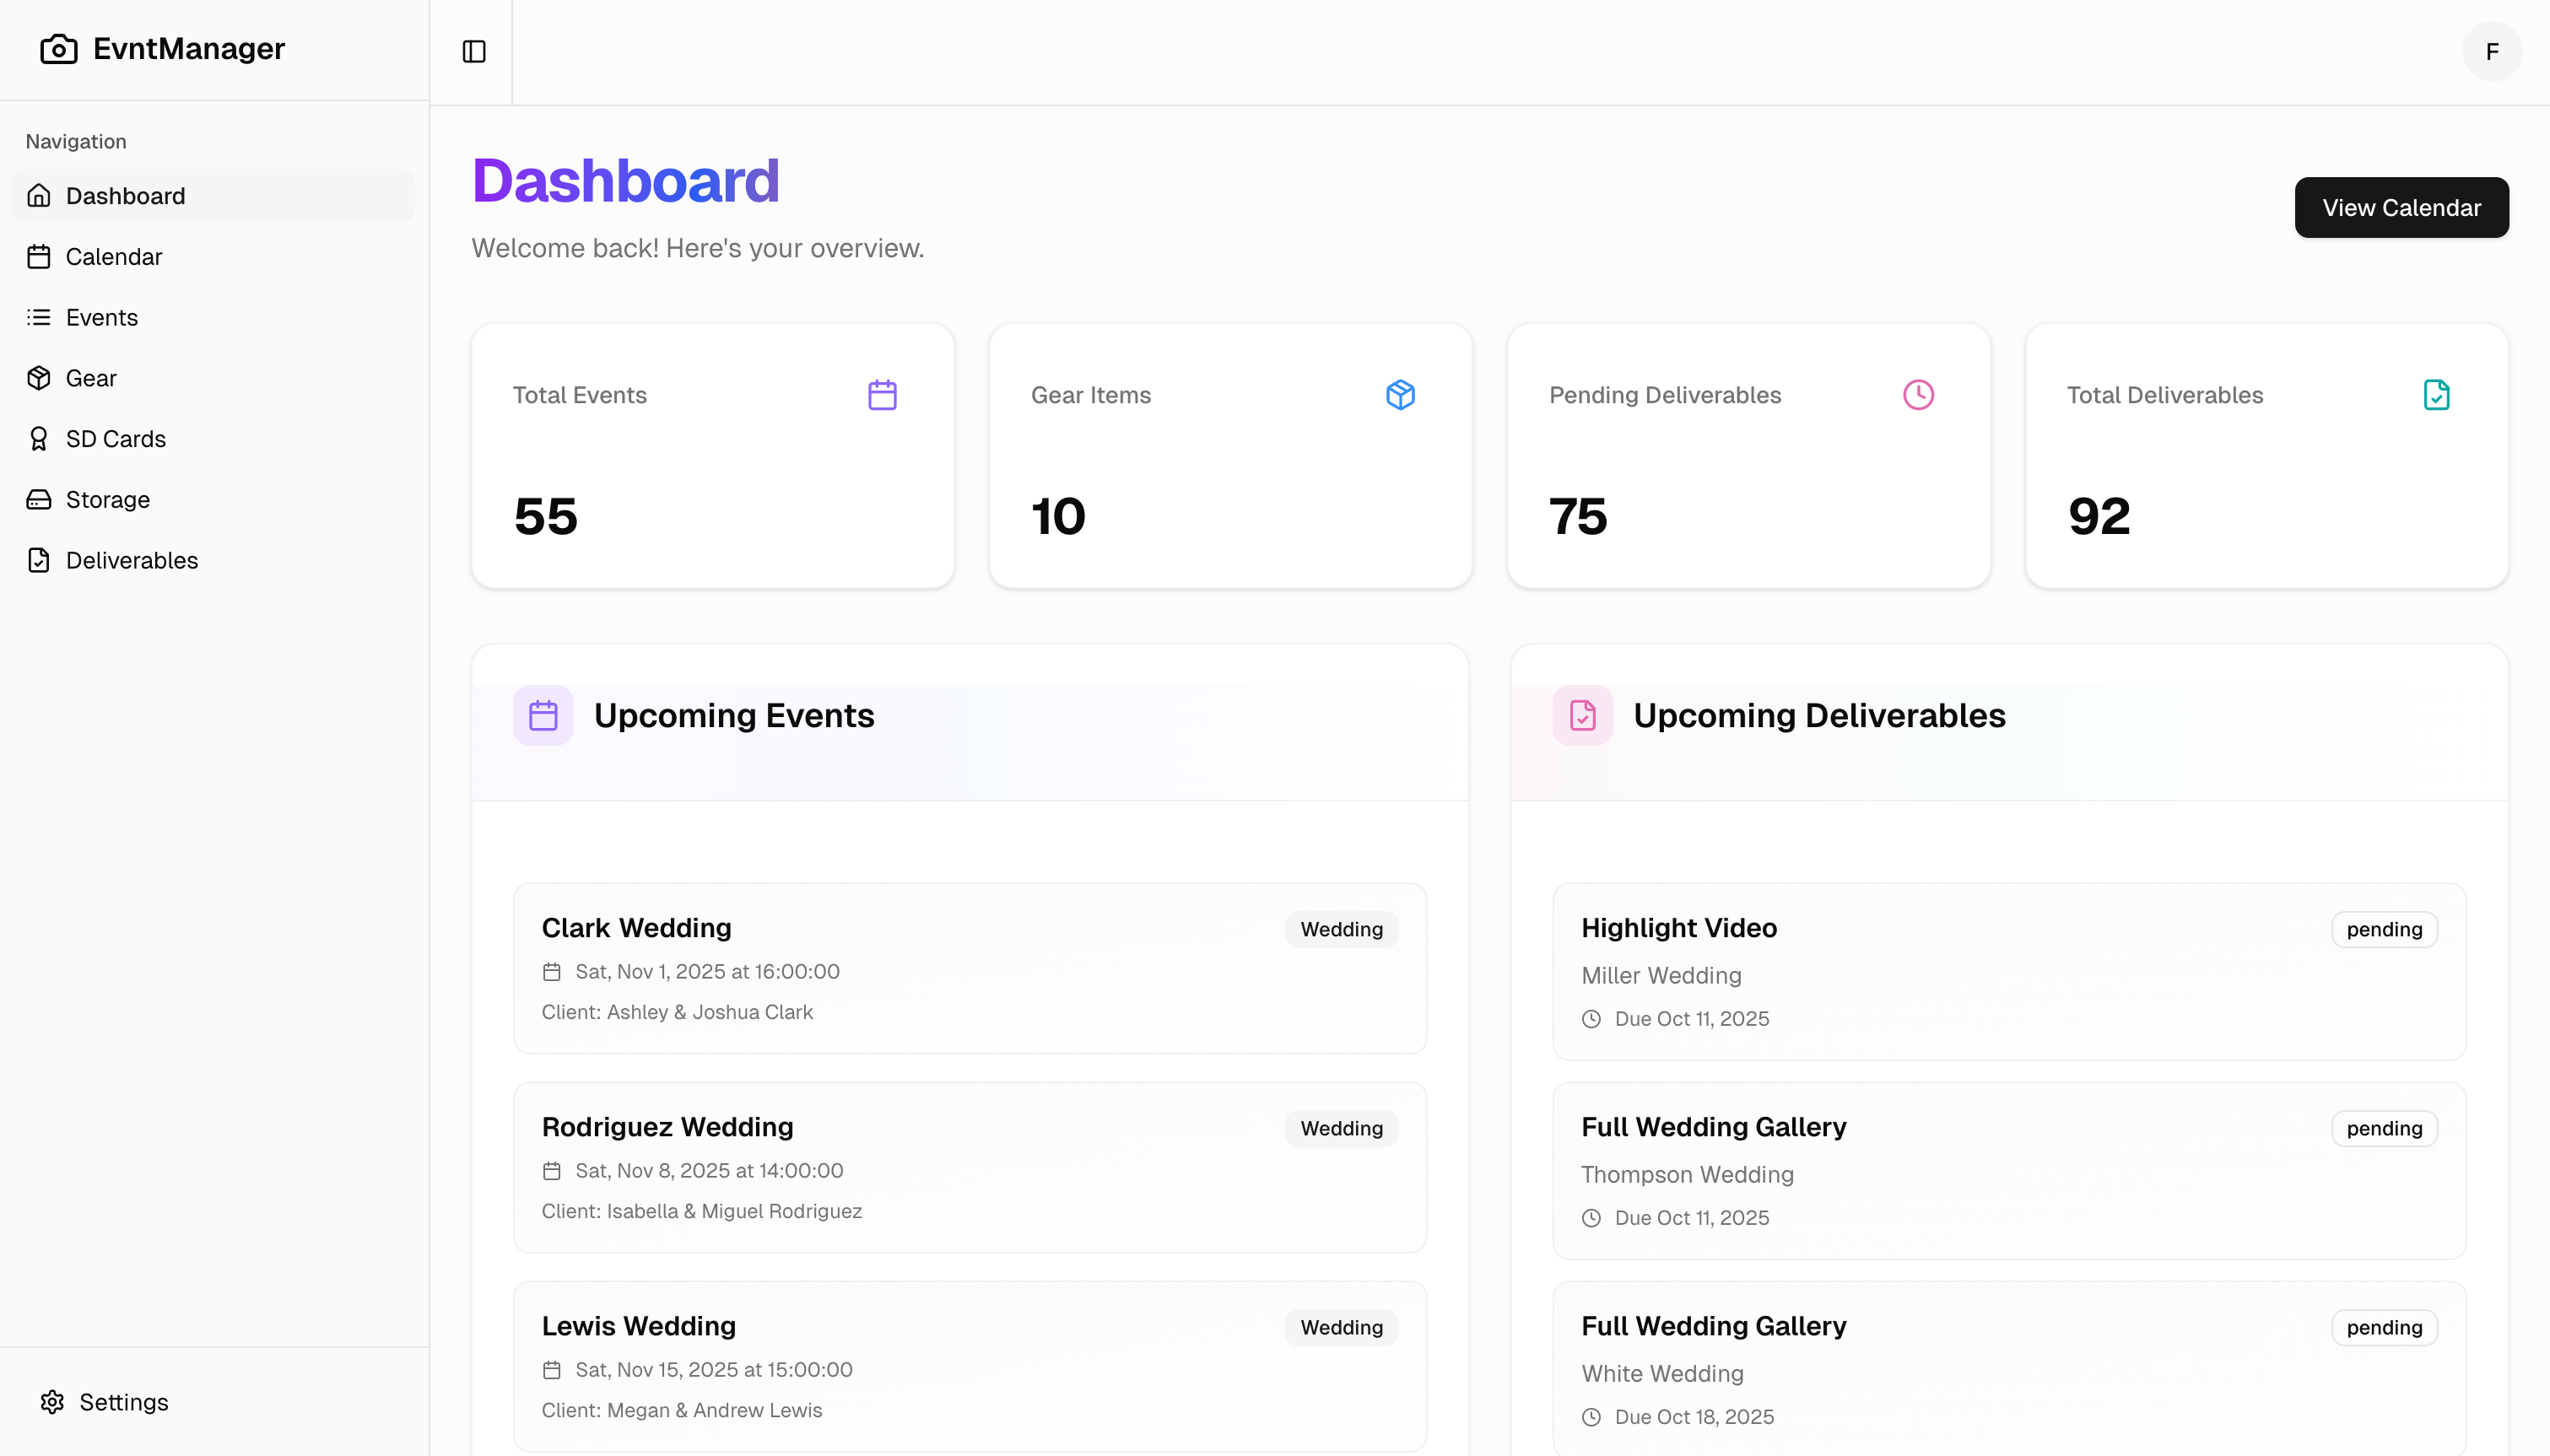 EvntManager
F
Navigation
Dashboard
Calendar
Events
Gear
SD Cards
Storage
Deliverables
Settings
Dashboard
Welcome back! Here's your overview.
View Calendar
Total Events
55
Gear Items
10
Pending Deliverables
75
Total Deliverables
92
Upcoming Events
Clark Wedding
Wedding
Sat, Nov 1, 2025 at 16:00:00
Client: Ashley & Joshua Clark
Rodriguez Wedding
Wedding
Sat, Nov 8, 2025 at 14:00:00
Client: Isabella & Miguel Rodriguez
Lewis Wedding
Wedding
Sat, Nov 15, 2025 at 15:00:00
Client: Megan & Andrew Lewis
Upcoming Deliverables
Highlight Video
pending
Miller Wedding
Due Oct 11, 2025
Full Wedding Gallery
pending
Thompson Wedding
Due Oct 11, 2025
Full Wedding Gallery
pending
White Wedding
Due Oct 18, 2025